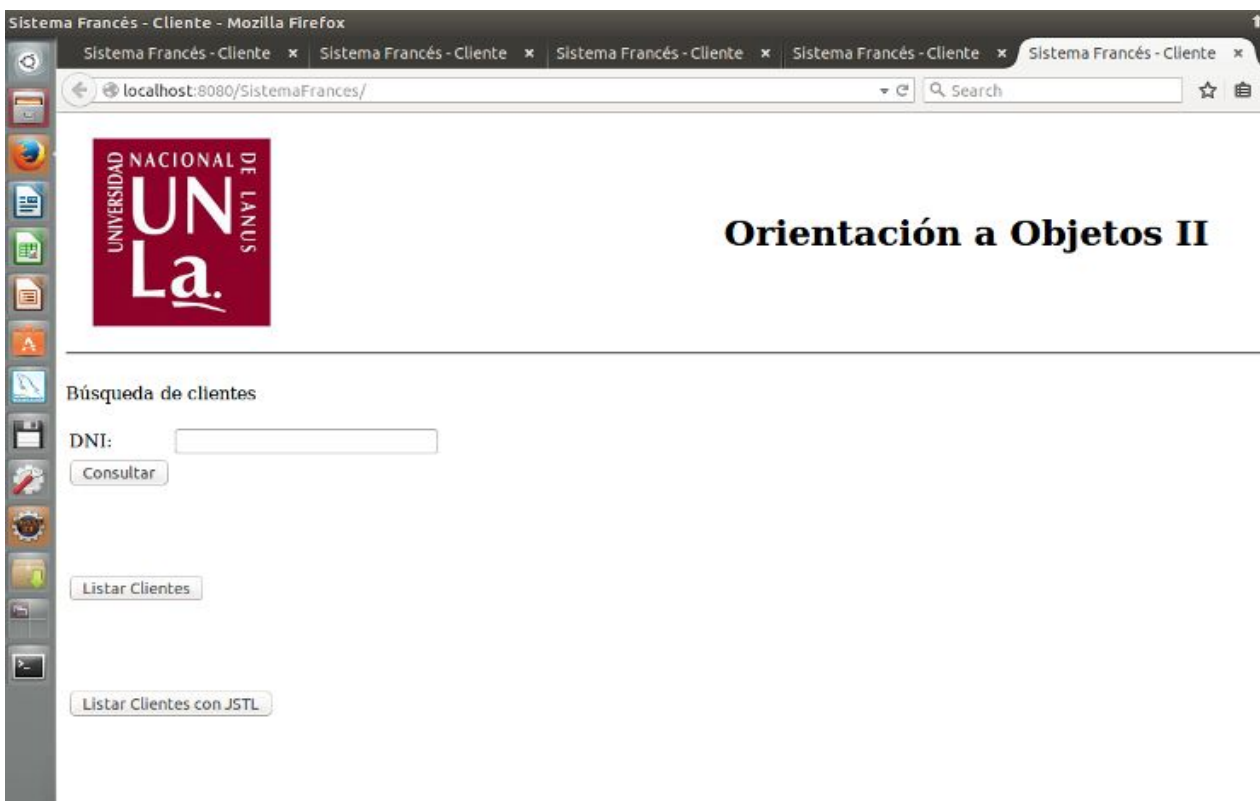 Sistema Francés - Cliente - Mozilla Firefox
Sistema Francés - Cliente Sistema Francés - Cliente Sistema Francés - Cliente Sistema Francés - Cliente Sistema Francés - Cliente
localhost:8080/SistemaFrances/ Search
UNIVERSIDAD NACIONAL DE LANUS
UN
La.
Orientación a Objetos II
Búsqueda de clientes
DNI:
Consultar
Listar Clientes
Listar Clientes con JSTL